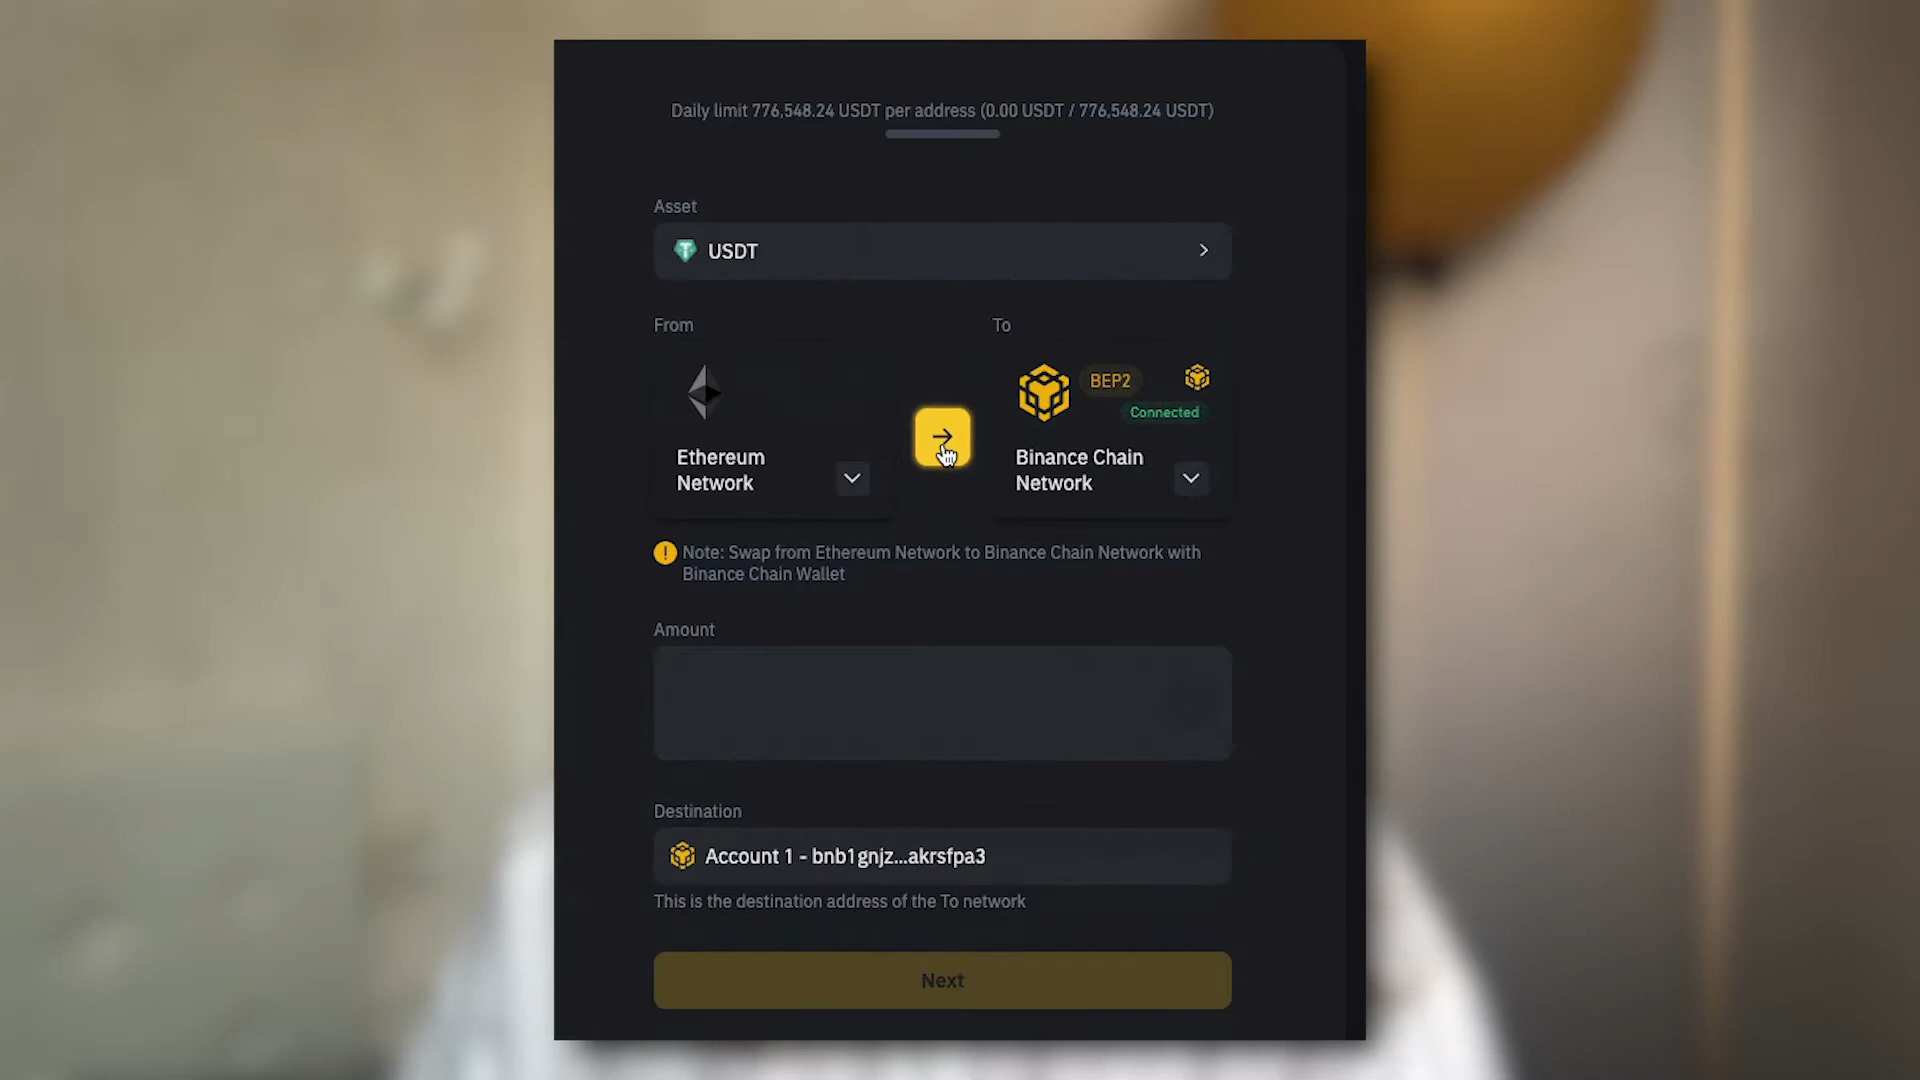 Daily limit 776,548.24 USDT per address (0.00 USDT / 776,548.24 USDT)
Asset
USDT
From
To
BEP2
Connected
Ethereum
Network
Binance Chain
Network
Note: Swap from Ethereum Network to Binance Chain Network with
Binance Chain Wallet
Amount
Destination
Account 1 - bnb1gnjz...akrsfpa3
This is the destination address of the To network
Next